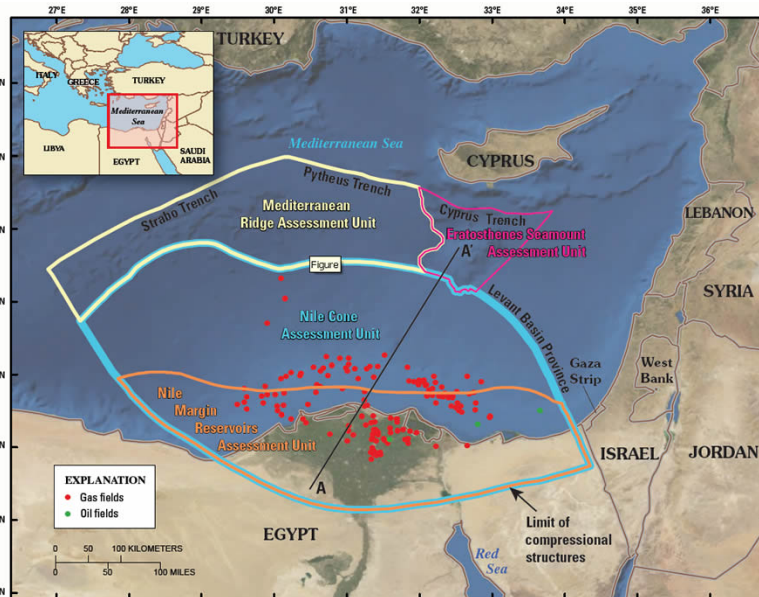 27°E
28°E
29°E
30°E
31°E
32°E
33°E
34°E
35°E
36°E
TURKEY
ITALY
GREECE
TURKEY
Mediterranean
Sea
LIBYA
EGYPT
SAUDI
ARABIA
Mediterranean Sea
CYPRUS
Pytheus Trench
Strabo Trench
Mediterranean
Ridge Assessment Unit
Cyprus Trench
Eratosthenes Seamount
Assessment Unit
A'
LEBANON
Figure
SYRIA
Levant Basin Province
Nile Cone
Assessment Unit
Gaza
Strip
West
Bank
Nile
Margin
Reservoirs
Assessment Unit
ISRAEL
JORDAN
A
EXPLANATION
Gas fields
Oil fields
0 50 100 KILOMETERS
0 50 100 MILES
EGYPT
Limit of
compressional
structures
Red
Sea
N
N
N
N
N
N
N
N